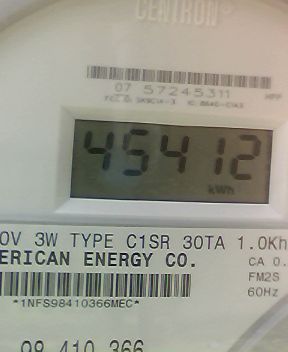 CENTRON®
07 57245311
45412
kWh
0V 3W TYPE C1SR 30TA 1.0Kh
ERICAN ENERGY CO.
CA 0.
FM2S
60Hz
*1NFS98410366MEC*
98 410 366